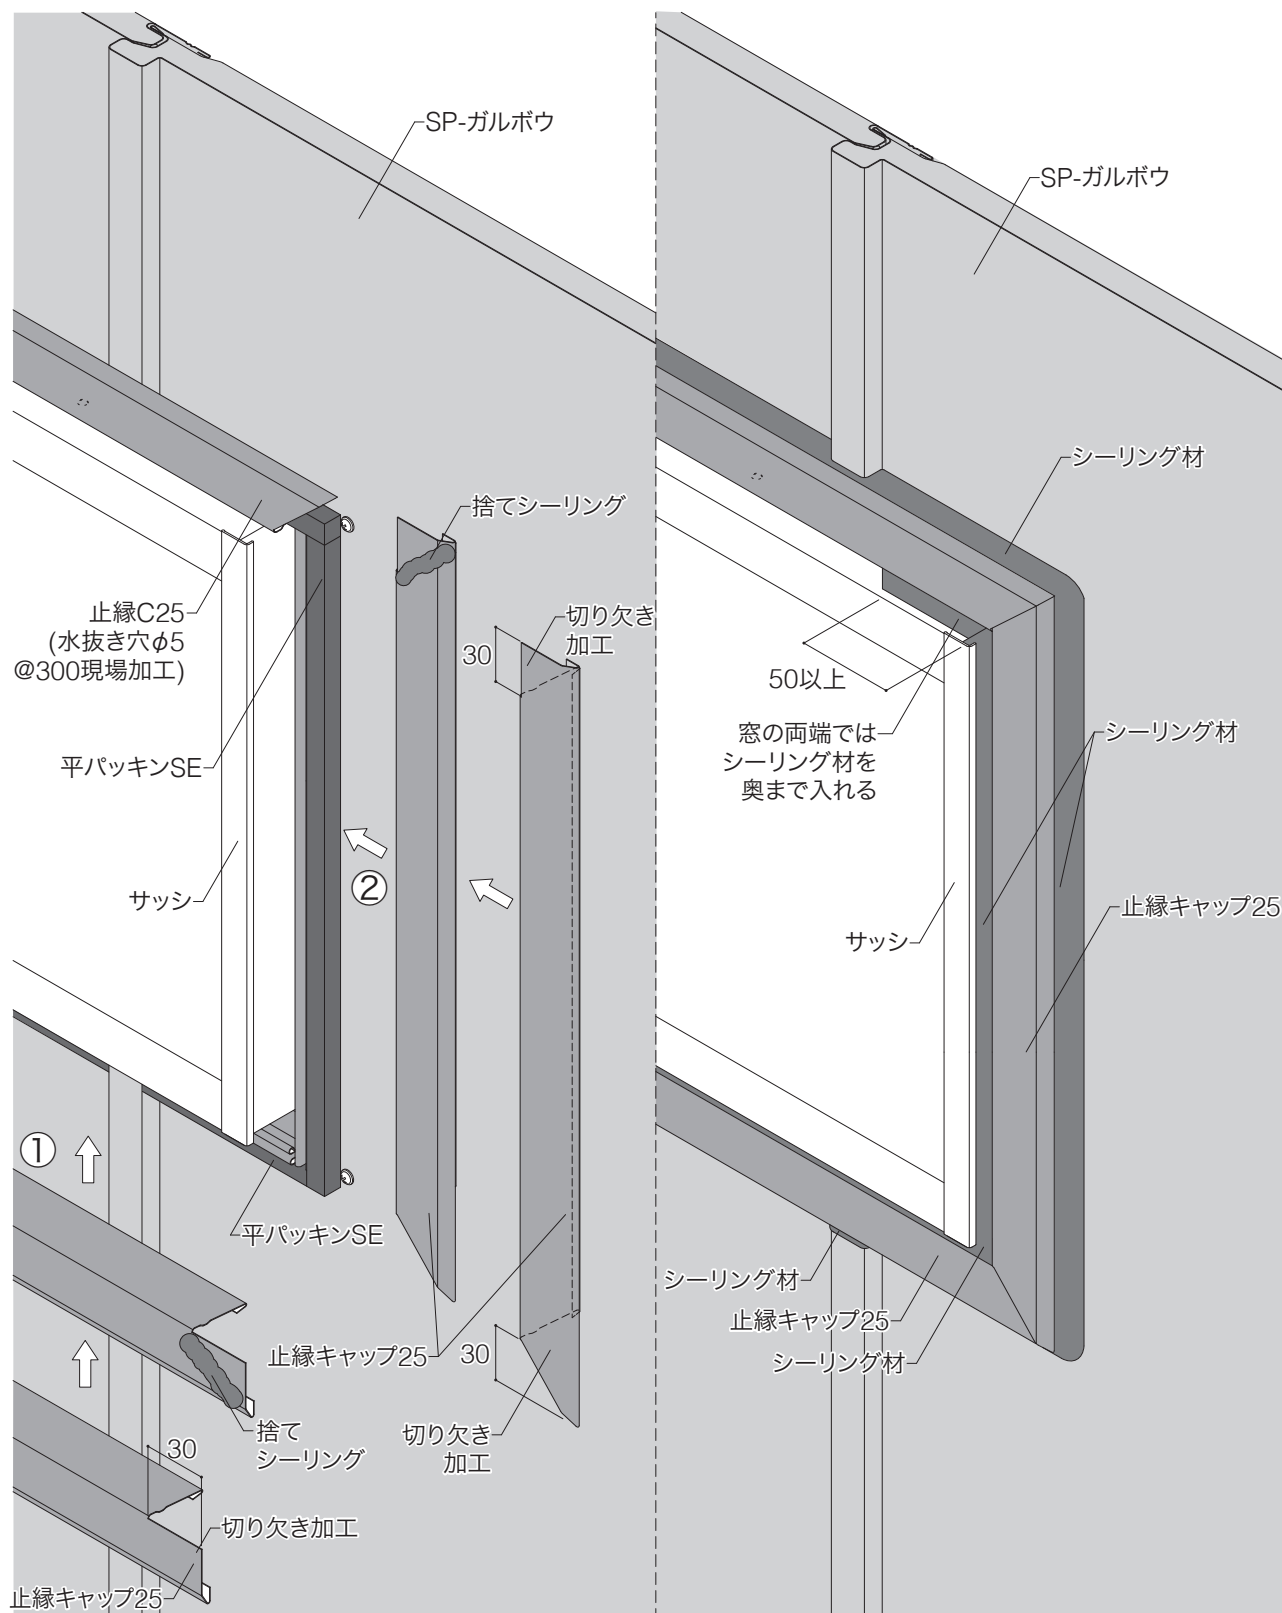 SP-ガルボウ
捨てシーリング
止縁C25
(水抜き穴φ5
@300現場加工)
切り欠き
加工
30
平パッキンSE
サッシ
②
①
平パッキンSE
止縁キャップ25
30
捨て
シーリング
切り欠き
加工
30
切り欠き加工
止縁キャップ25
SP-ガルボウ
シーリング材
50以上
窓の両端では
シーリング材を
奥まで入れる
シーリング材
止縁キャップ25
サッシ
シーリング材
止縁キャップ25
シーリング材